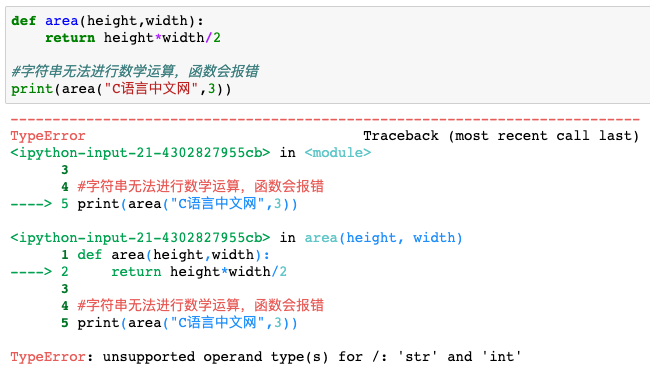 def area(height,width):
    return height*width/2
#字符串无法进行数学运算，函数会报错
print(area("C语言中文网",3))
---------------------------------------------------------------------------
TypeError                                 Traceback (most recent call last)
<ipython-input-21-4302827955cb> in <module>
      3
      4 #字符串无法进行数学运算，函数会报错
----> 5 print(area("C语言中文网",3))
<ipython-input-21-4302827955cb> in area(height, width)
      1 def area(height,width):
----> 2     return height*width/2
      3
      4 #字符串无法进行数学运算，函数会报错
      5 print(area("C语言中文网",3))
TypeError: unsupported operand type(s) for /: 'str' and 'int'